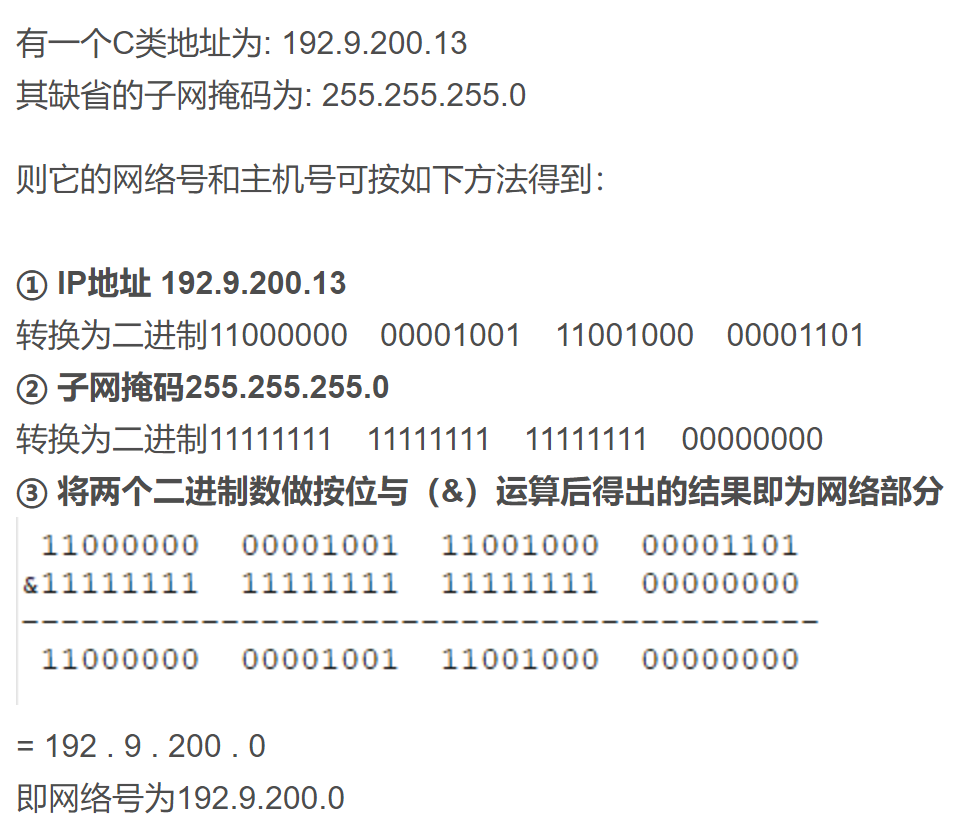 有一个C类地址为: 192.9.200.13
其缺省的子网掩码为: 255.255.255.0
则它的网络号和主机号可按如下方法得到：
① IP地址 192.9.200.13
转换为二进制11000000 00001001 11001000 00001101
② 子网掩码255.255.255.0
转换为二进制11111111 11111111 11111111 00000000
③ 将两个二进制数做按位与（&）运算后得出的结果即为网络部分
11000000 00001001 11001000 00001101
&11111111 11111111 11111111 00000000
----------------------------------------
11000000 00001001 11001000 00000000
= 192 . 9 . 200 . 0
即网络号为192.9.200.0